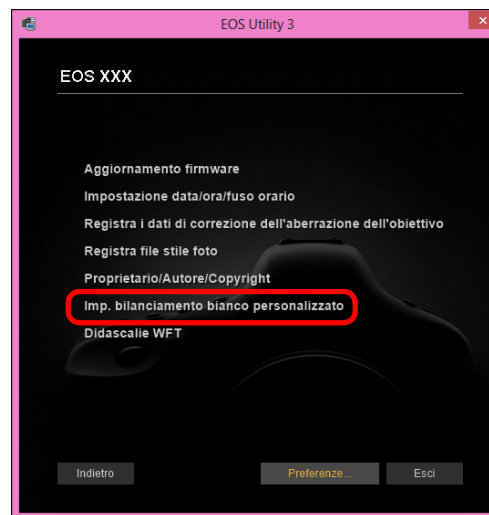 EOS Utility 3
EOS XXX
Aggiornamento firmware
Impostazione data/ora/fuso orario
Registra i dati di correzione dell'aberrazione dell'obiettivo
Registra file stile foto
Proprietario/Autore/Copyright
Imp. bilanciamento bianco personalizzato
Didascalie WFT
Indietro Preferenze... Esci